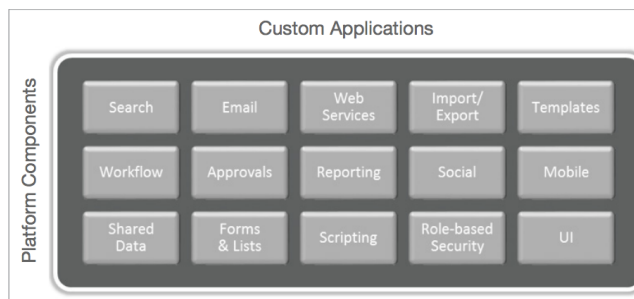 Custom Applications
Platform Components
Search
Email
Web
Services
Import/
Export
Templates
Workflow
Approvals
Reporting
Social
Mobile
Shared
Data
Forms
& Lists
Scripting
Role-based
Security
UI